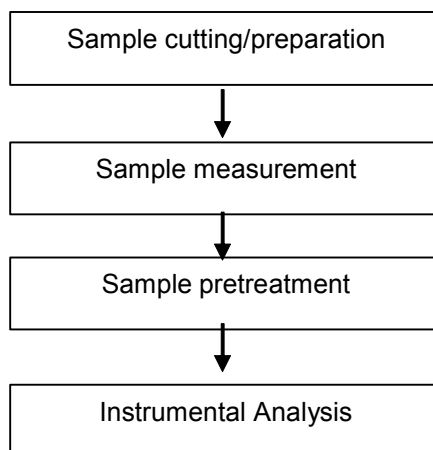 Sample cutting/preparation
Sample measurement
Sample pretreatment
Instrumental Analysis